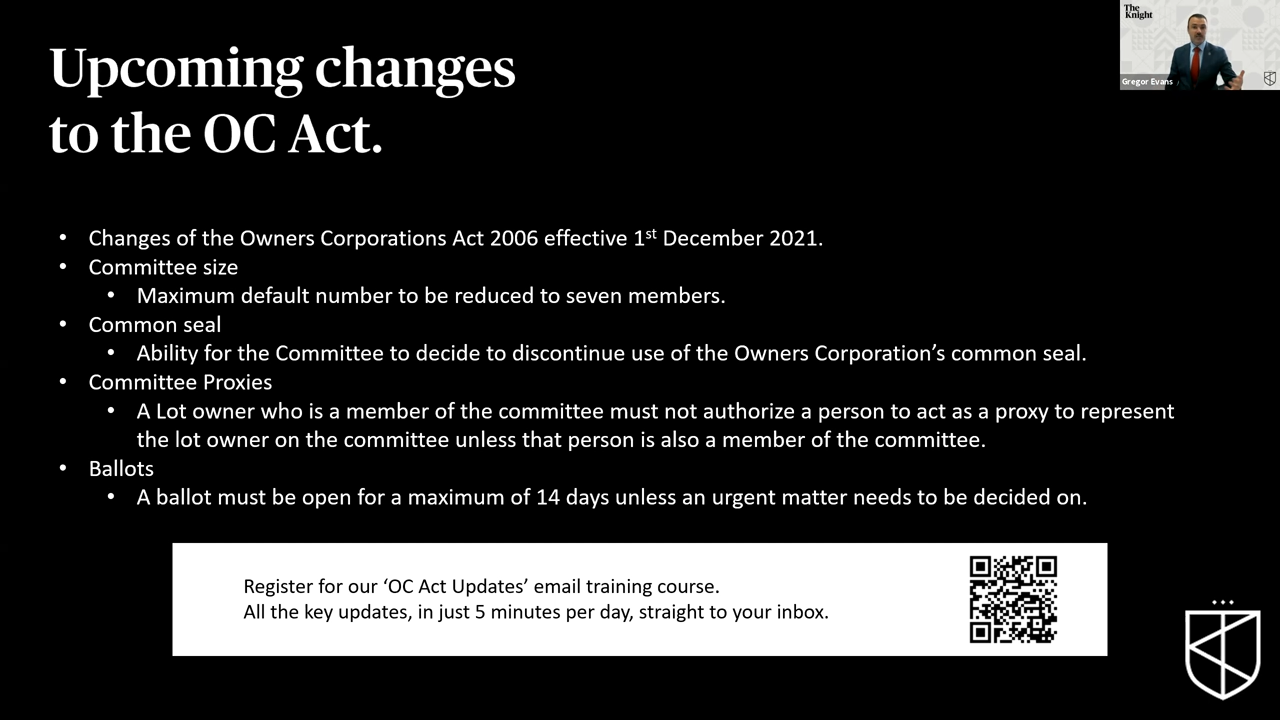 The
Knight
Gregor Evans
Upcoming changes
to the OC Act.
• Changes of the Owners Corporations Act 2006 effective 1st December 2021.
• Committee size
• Maximum default number to be reduced to seven members.
• Common seal
• Ability for the Committee to decide to discontinue use of the Owners Corporation’s common seal.
• Committee Proxies
• A Lot owner who is a member of the committee must not authorize a person to act as a proxy to represent
the lot owner on the committee unless that person is also a member of the committee.
• Ballots
• A ballot must be open for a maximum of 14 days unless an urgent matter needs to be decided on.
Register for our ‘OC Act Updates’ email training course.
All the key updates, in just 5 minutes per day, straight to your inbox.